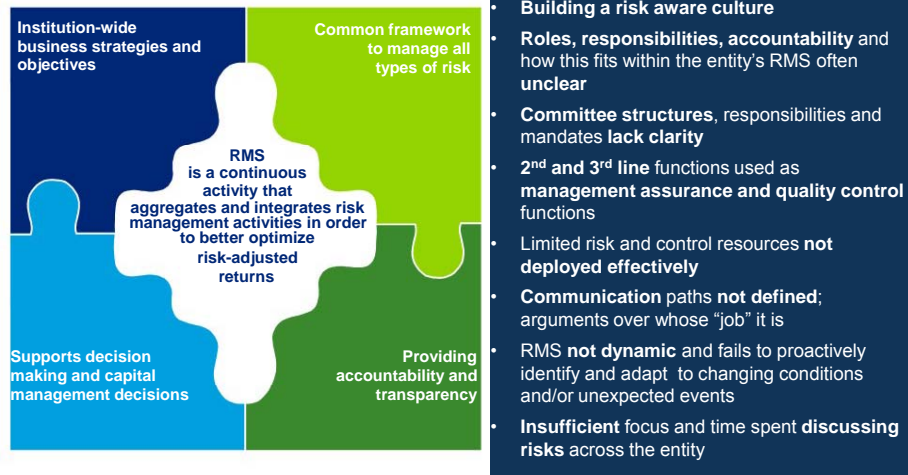 Institution-wide
business strategies and
objectives
Common framework
to manage all
types of risk
RMS
is a continuous
activity that
aggregates and integrates risk
management activities in order
to better optimize
risk-adjusted
returns
Supports decision
making and capital
management decisions
Providing
accountability and
transparency
• Building a risk aware culture
• Roles, responsibilities, accountability and
how this fits within the entity's RMS often
unclear
• Committee structures, responsibilities and
mandates lack clarity
• 2nd and 3rd line functions used as
management assurance and quality control
functions
• Limited risk and control resources not
deployed effectively
• Communication paths not defined;
arguments over whose “job” it is
• RMS not dynamic and fails to proactively
identify and adapt to changing conditions
and/or unexpected events
• Insufficient focus and time spent discussing
risks across the entity